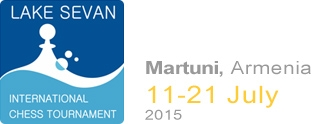 LAKE SEVAN
INTERNATIONAL
CHESS TOURNAMENT
Martuni, Armenia
11-21 July
2015